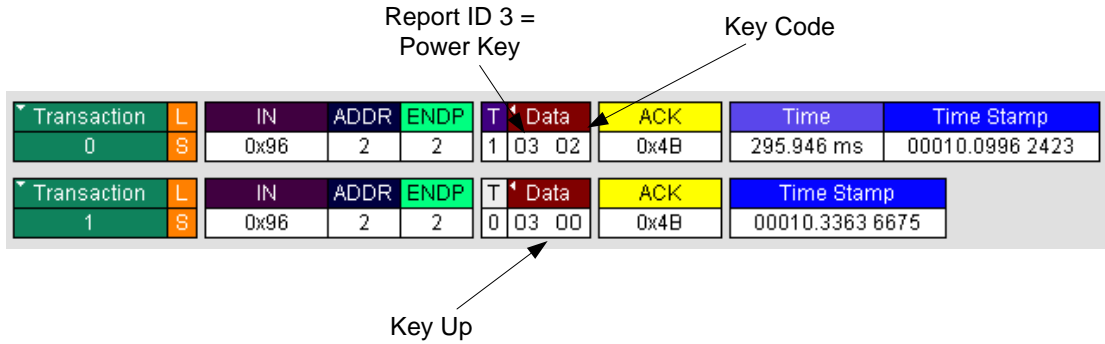 Report ID 3 =
Power Key
Key Code
Transaction L IN ADDR ENDP T Data ACK Time Time Stamp
0 S 0x96 2 2 1 03 02 0x4B 295.946 ms 00010.0996 2423
Transaction L IN ADDR ENDP T Data ACK Time Stamp
1 S 0x96 2 2 0 03 00 0x4B 00010.3363 6675
Key Up